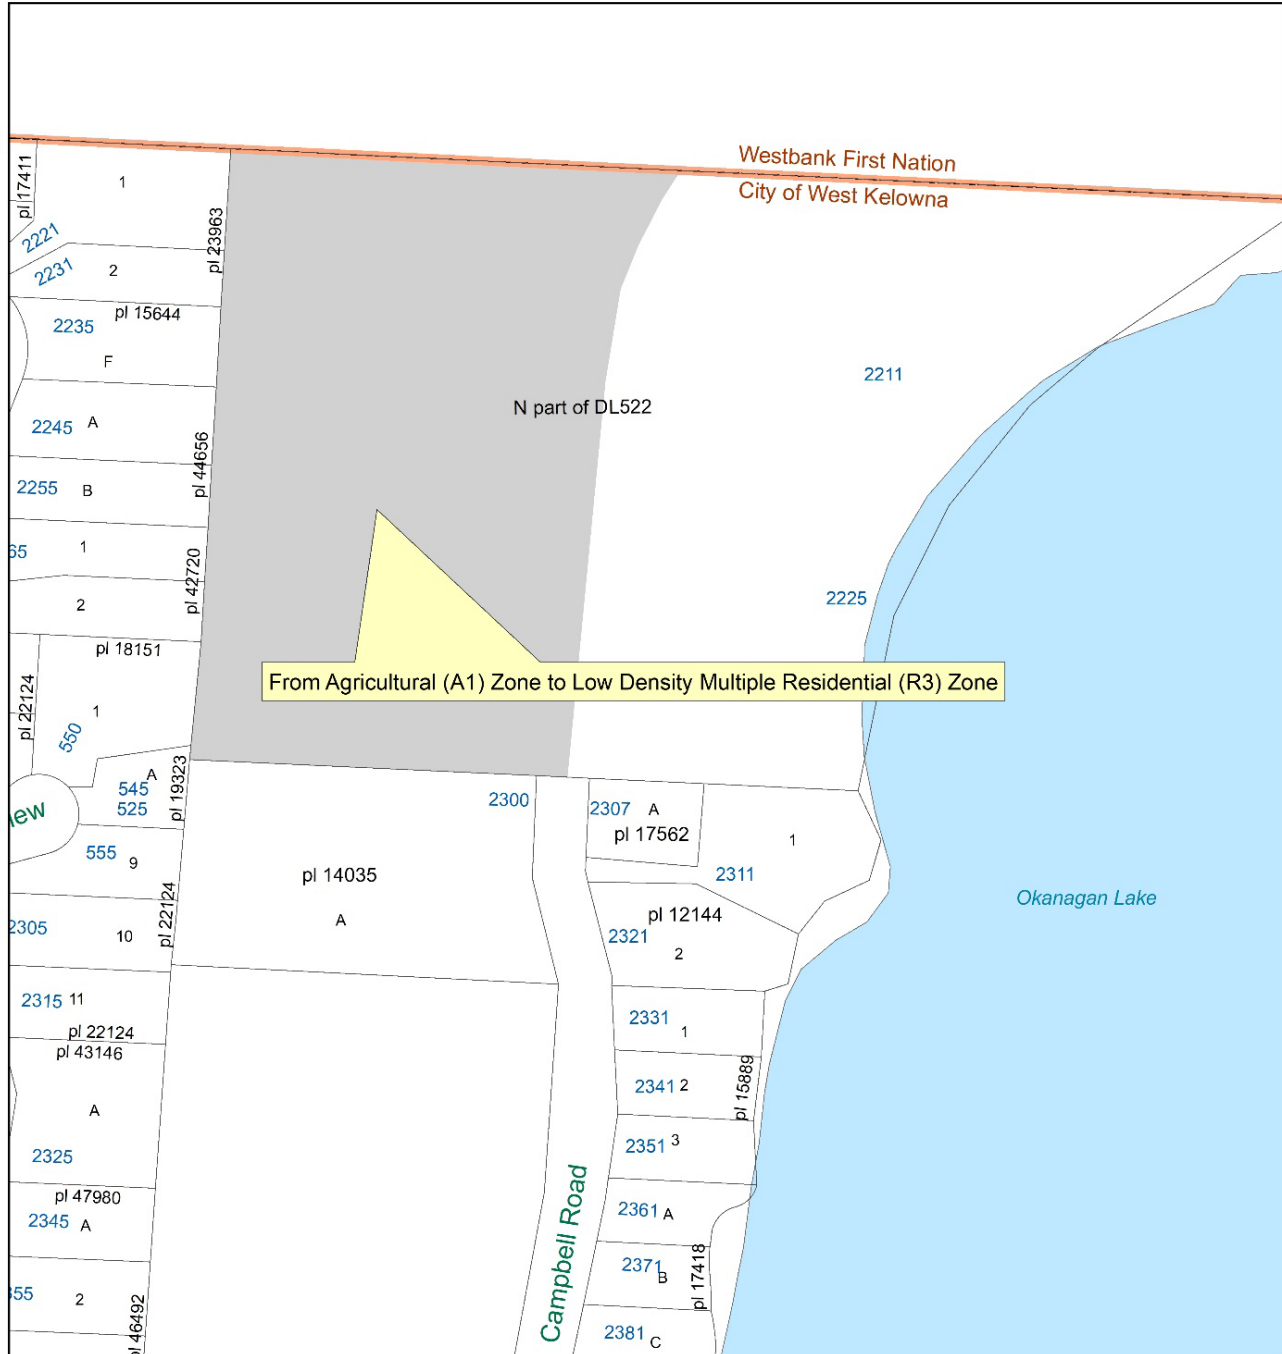 Westbank First Nation
City of West Kelowna
pl 17411
1
2221
pl 23963
2231
2
pl 15644
2235
F
2211
N part of DL522
2245 A
pl 44656
2255 B
65
1
pl 42720
2
2225
pl 18151
From Agricultural (A1) Zone to Low Density Multiple Residential (R3) Zone
pl 22124
550
1
A
545
525
pl 19323
2300
2307 A
pl 17562
1
iew
555 9
pl 14035
2311
A
pl 12144
2321
2
Okanagan Lake
2305
10
pl 22124
2315 11
pl 22124
pl 43146
2331
1
A
2341 2
pl 15889
2351 3
2325
pl 47980
2345 A
2361 A
Campbell Road
2371
B
pl 17418
355
2
pl 46492
2381 C